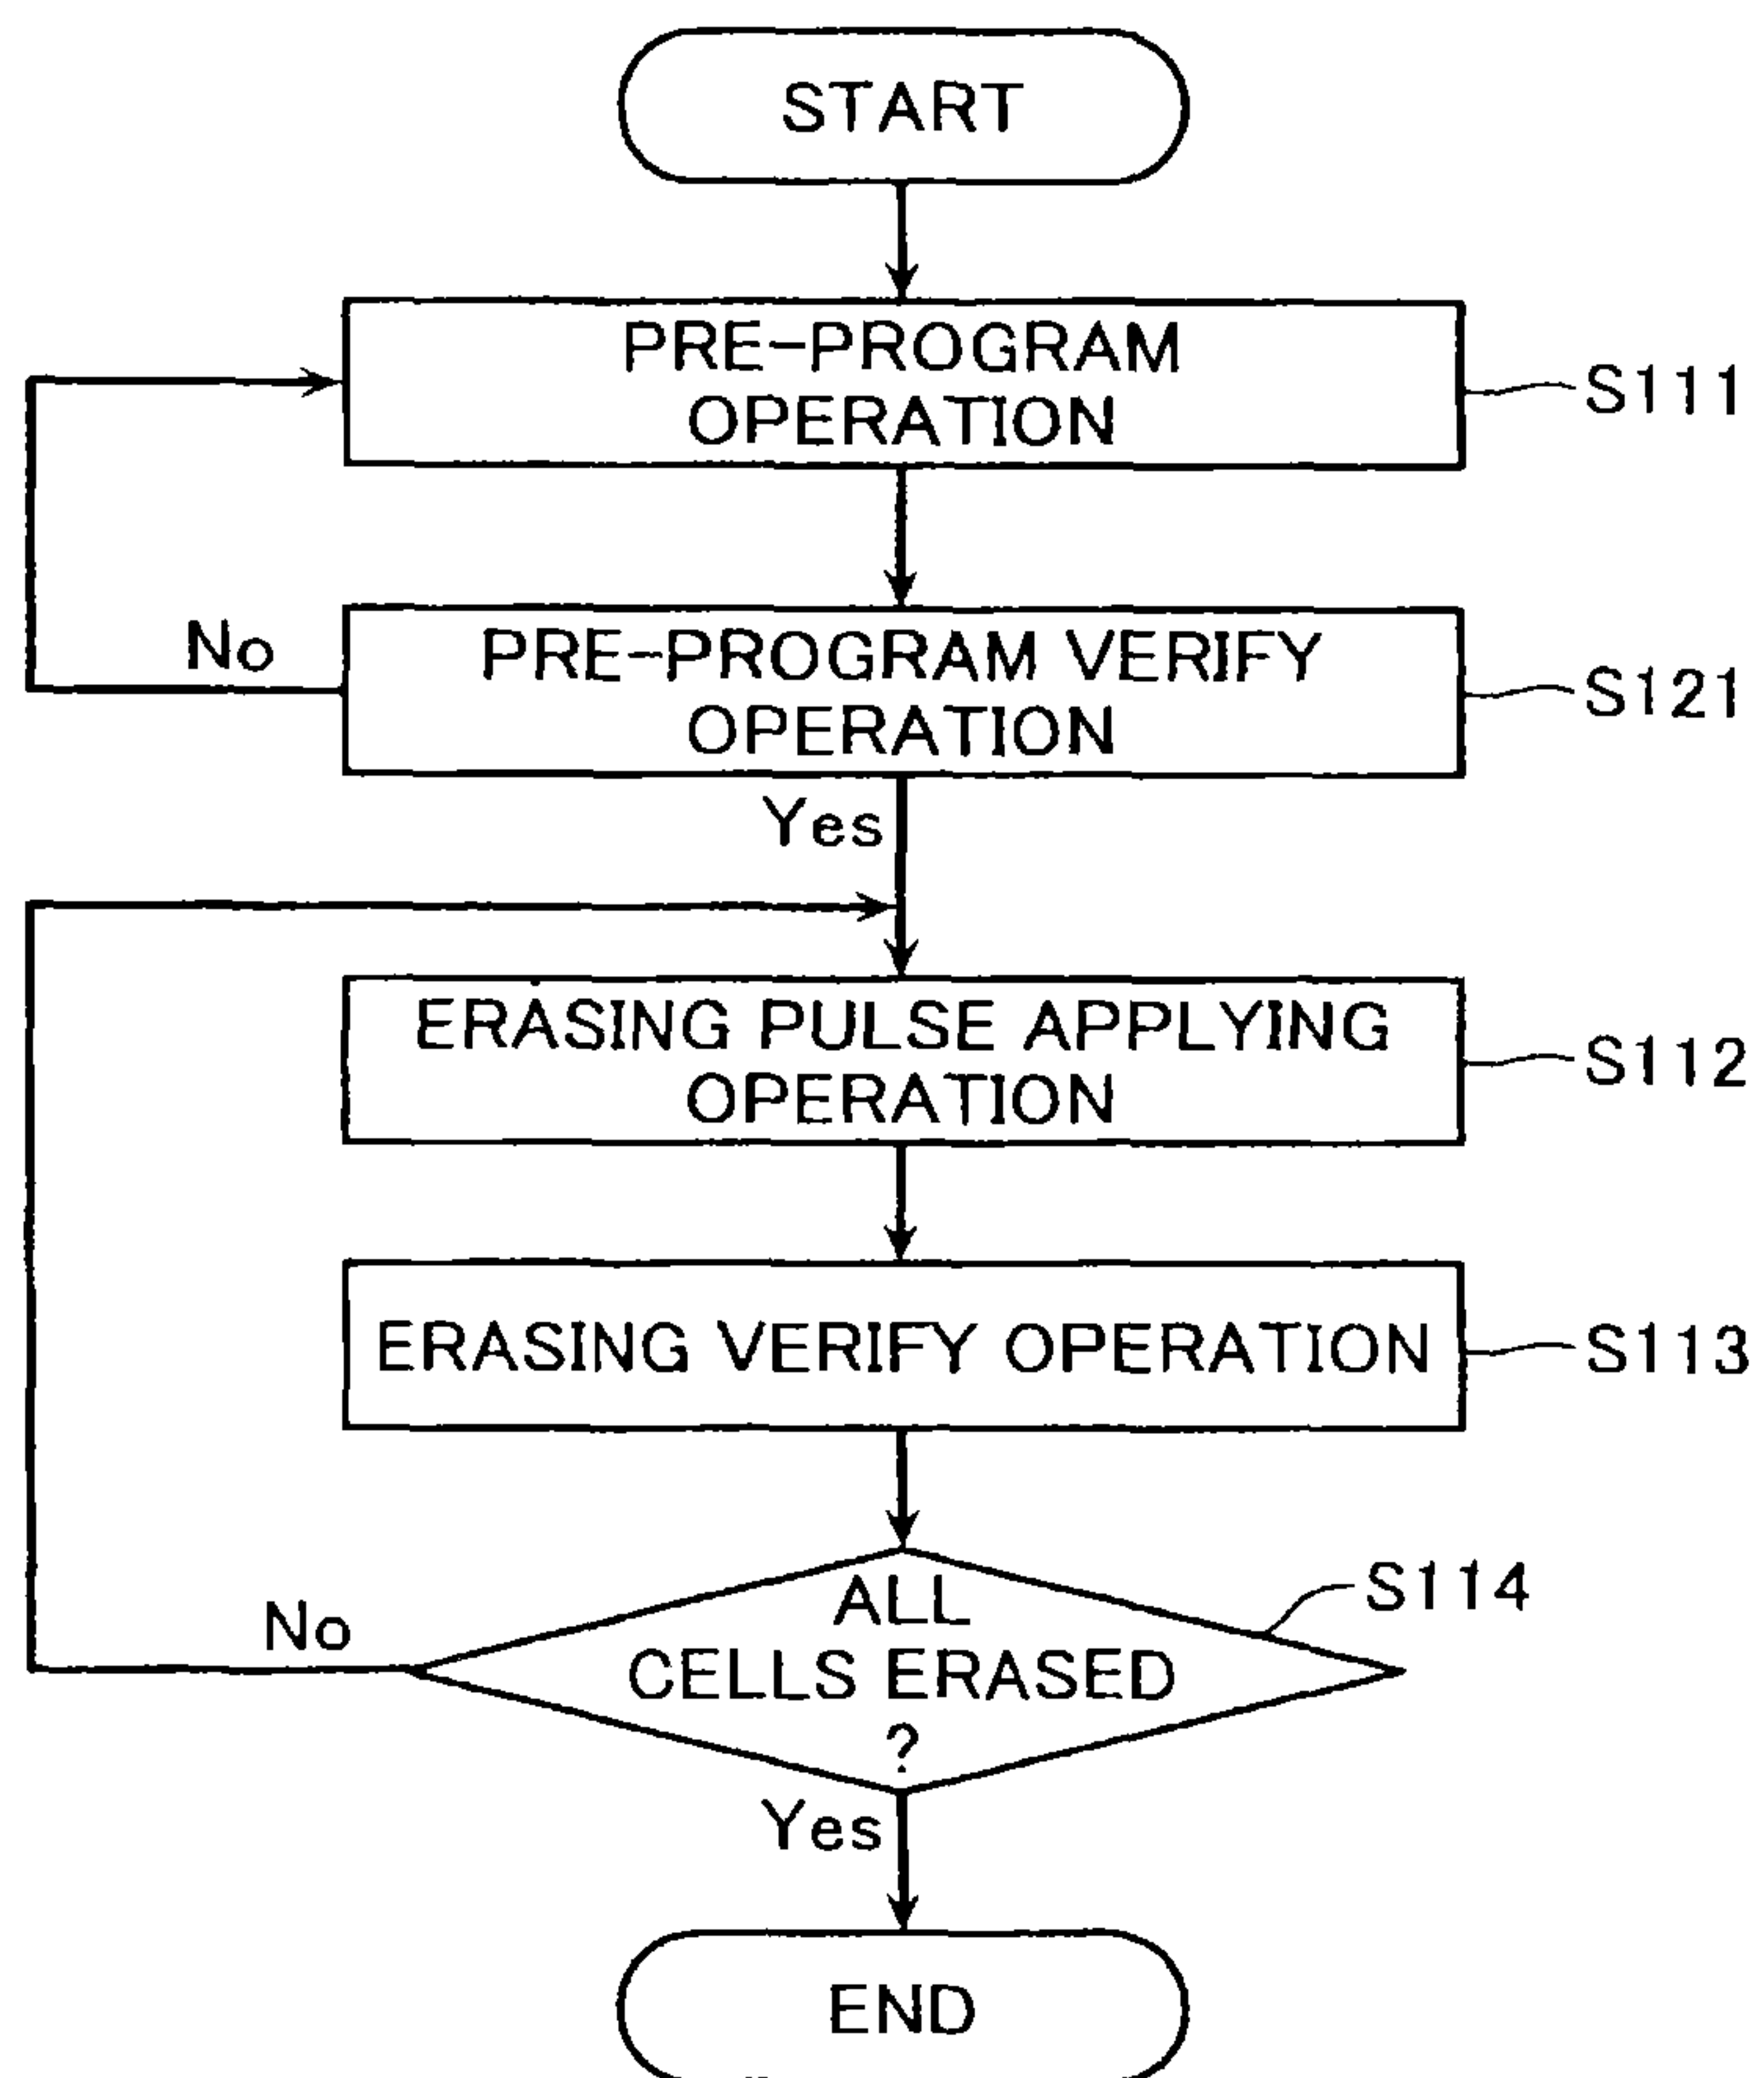 START
PRE-PROGRAM
OPERATION
S111
No
PRE-PROGRAM VERIFY
OPERATION
S121
Yes
ERASING PULSE APPLYING
OPERATION
S112
ERASING VERIFY OPERATION
S113
No
ALL
CELLS ERASED
?
S114
Yes
END